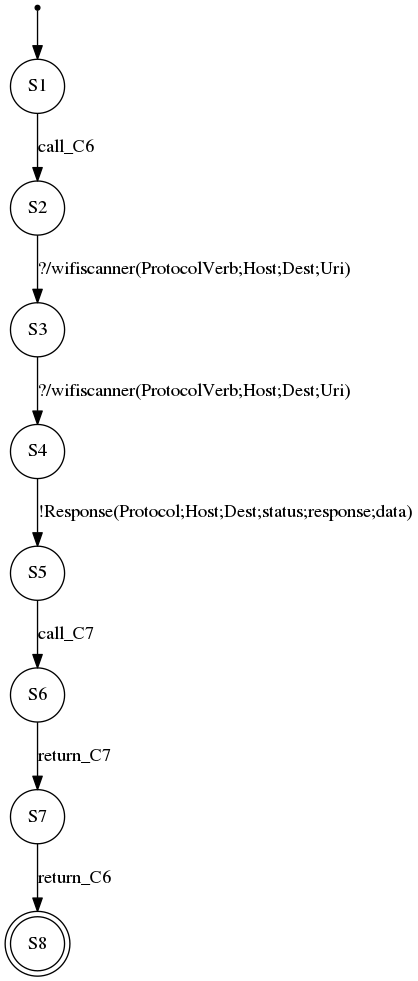 S1
call_C6
S2
?/wifiscanner(ProtocolVerb;Host;Dest;Uri)
S3
?/wifiscanner(ProtocolVerb;Host;Dest;Uri)
S4
!Response(Protocol;Host;Dest;status;response;data)
S5
call_C7
S6
return_C7
S7
return_C6
S8